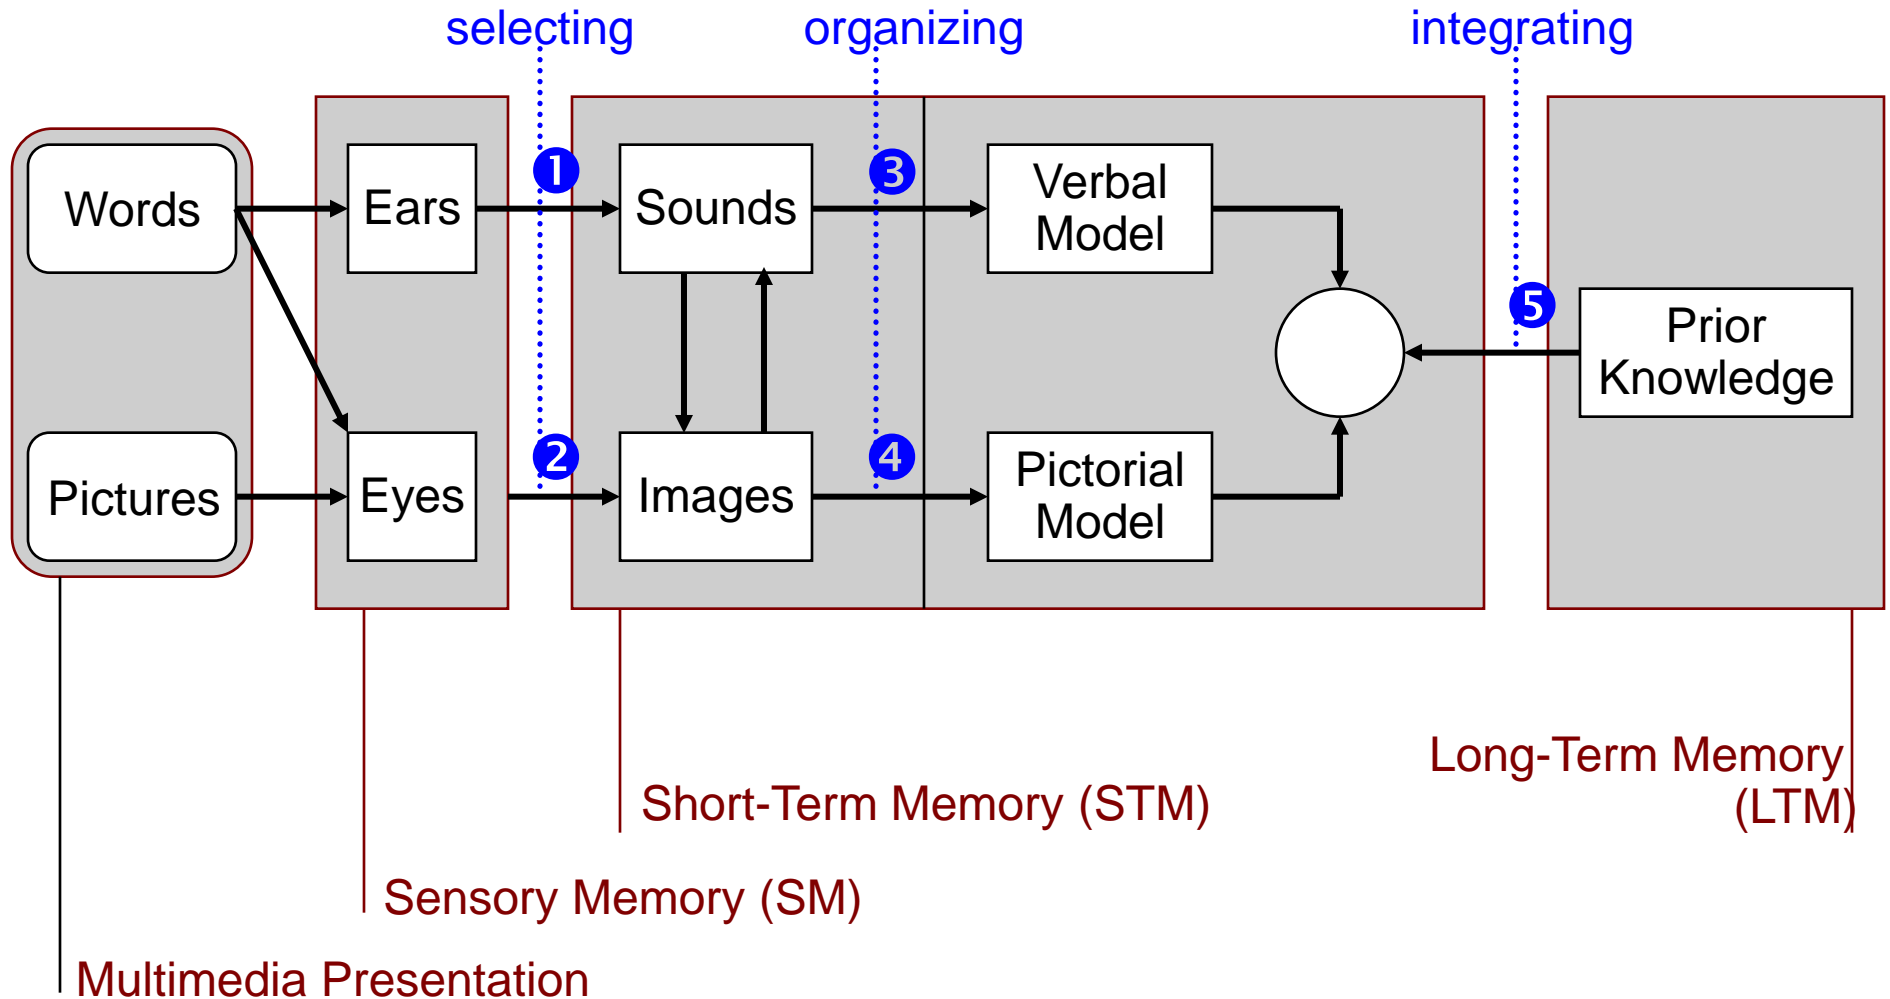 selecting
organizing
integrating
Words
Ears
1
Sounds
3
Verbal
Model
5
Prior
Knowledge
Pictures
Eyes
2
Images
4
Pictorial
Model
Long-Term Memory
(LTM)
Short-Term Memory (STM)
Sensory Memory (SM)
Multimedia Presentation